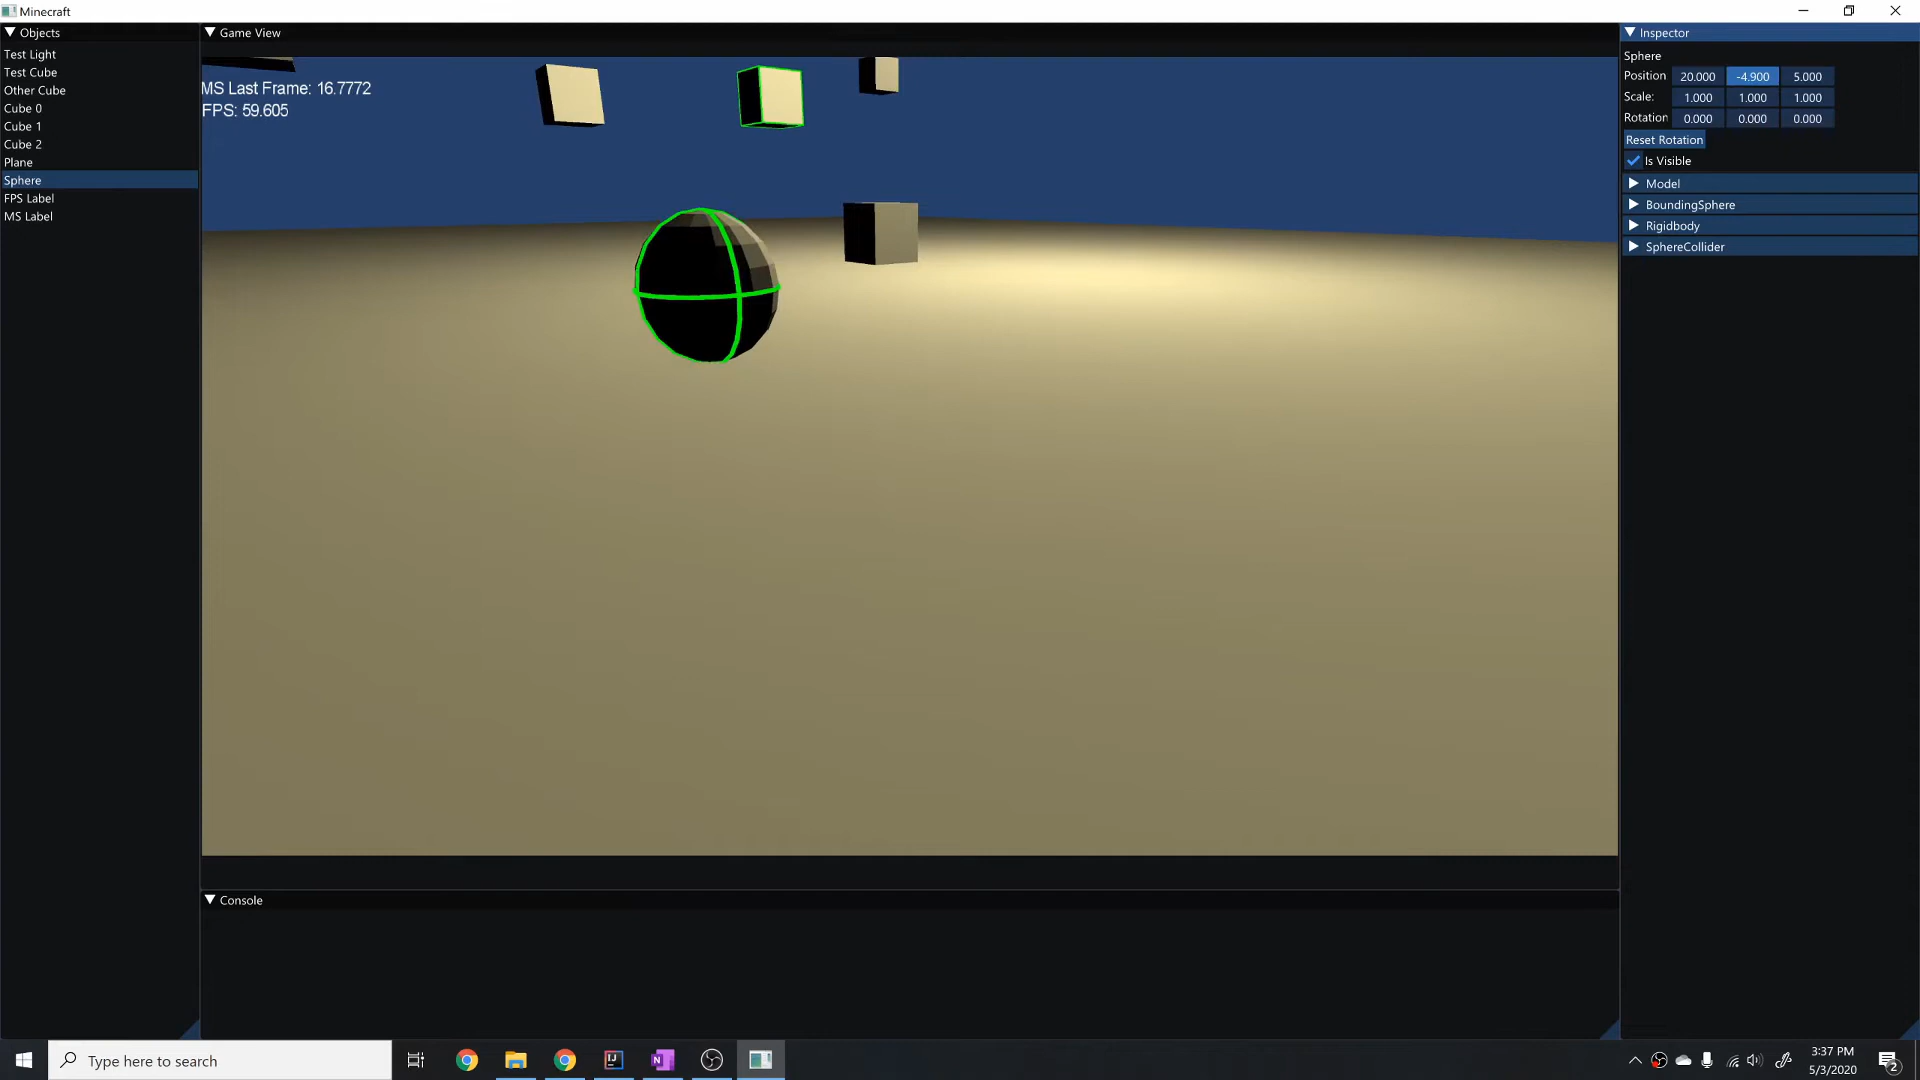 Minecraft
Objects
Test Light
Test Cube
Other Cube
Cube 0
Cube 1
Cube 2
Plane
Sphere
FPS Label
MS Label
Game View
MS Last Frame: 16.7772
FPS: 59.605
Console
Inspector
Sphere
Position 20.000 -4.900 5.000
Scale: 1.000 1.000 1.000
Rotation 0.000 0.000 0.000
Reset Rotation
Is Visible
Model
BoundingSphere
Rigidbody
SphereCollider
Type here to search
3:37 PM
5/3/2020
2